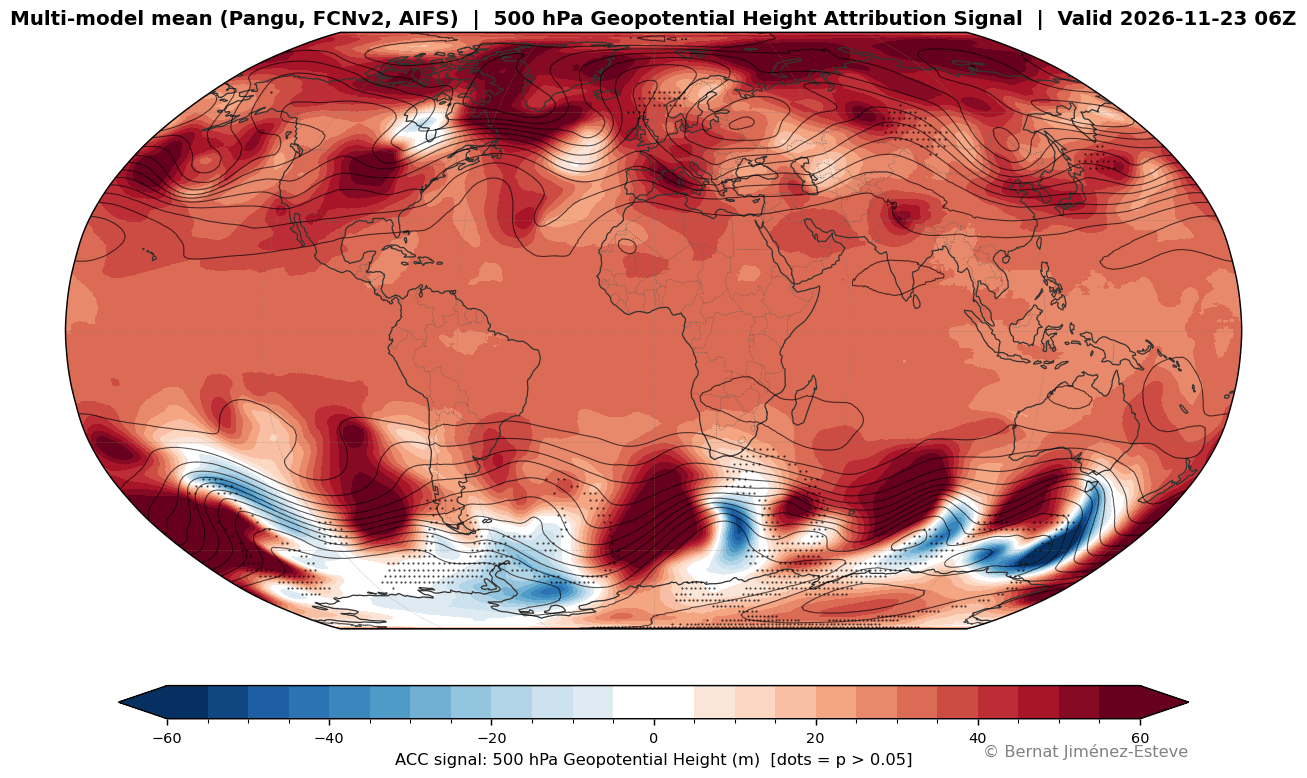 Multi-model mean (Pangu, FCNv2, AIFS)  |  500 hPa Geopotential Height Attribution Signal  |  Valid 2026-11-23 06Z
−60 −40 −20 0 20 40 60
ACC signal: 500 hPa Geopotential Height (m)  [dots = p > 0.05]
© Bernat Jiménez-Esteve